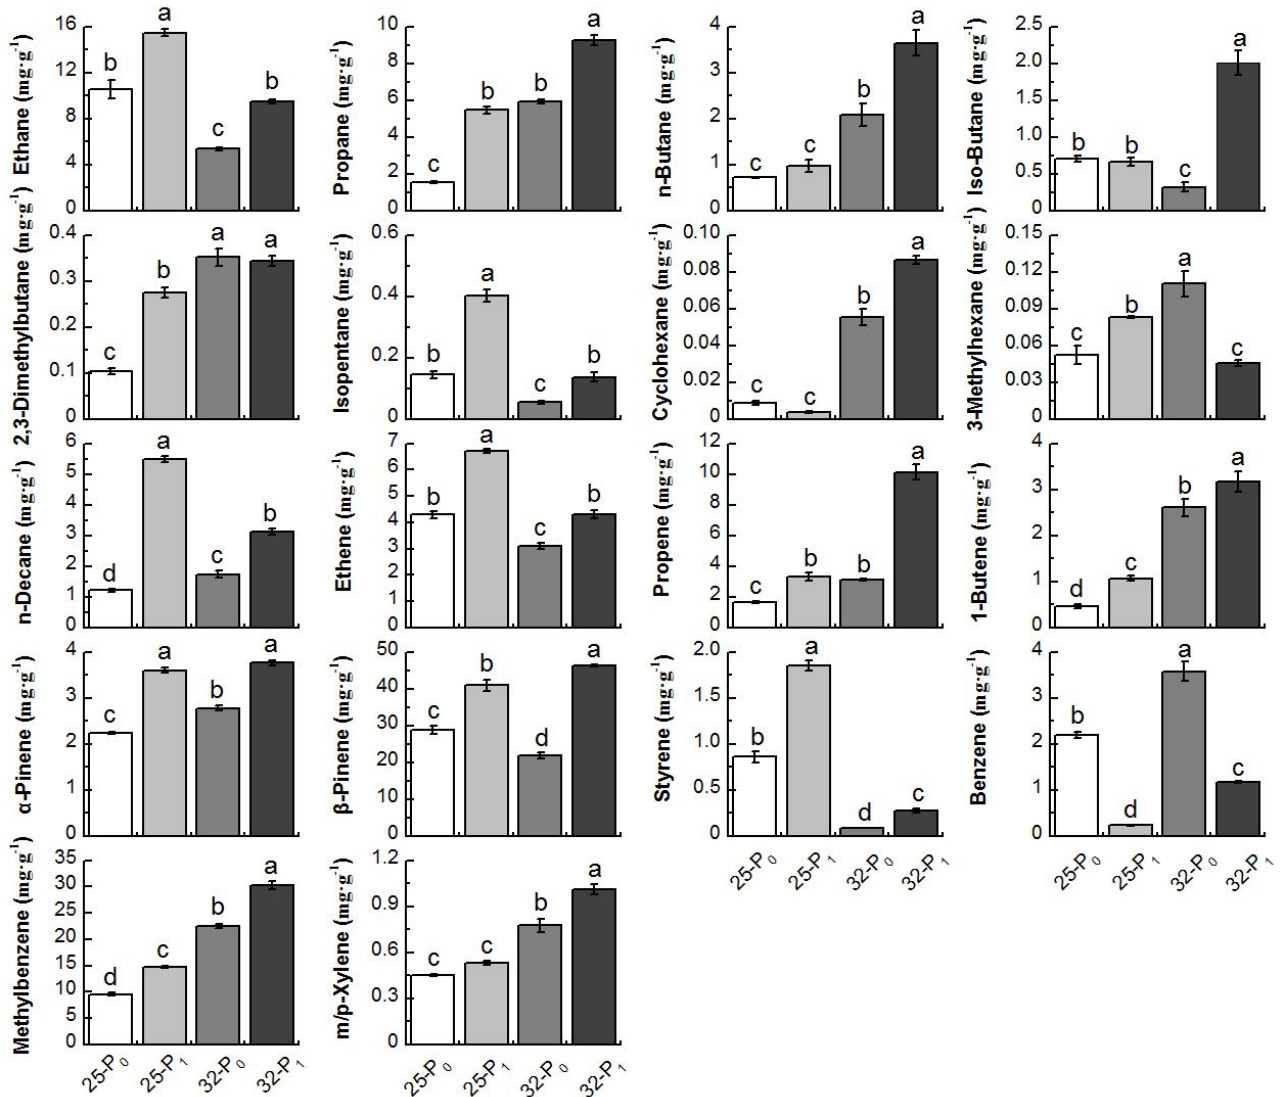 Ethane (mg·g⁻¹)
16
12
8
4
0
b
a
c
b
Propane (mg·g⁻¹)
10
8
6
4
2
0
c
b
b
a
n-Butane (mg·g⁻¹)
4
3
2
1
0
c
c
b
a
Iso-Butane (mg·g⁻¹)
2.5
2.0
1.5
1.0
0.5
0.0
b
b
c
a
2,3-Dimethylbutane (mg·g⁻¹)
0.4
0.3
0.2
0.1
0
c
b
a
a
Isopentane (mg·g⁻¹)
0.6
0.4
0.2
0
b
a
c
b
Cyclohexane (mg·g⁻¹)
0.10
0.08
0.06
0.04
0.02
0
c
c
b
a
3-Methylhexane (mg·g⁻¹)
0.15
0.12
0.09
0.06
0.03
0
c
b
a
c
n-Decane (mg·g⁻¹)
6
5
4
3
2
1
0
d
a
c
b
Ethene (mg·g⁻¹)
7
6
5
4
3
2
1
0
b
a
c
b
Propene (mg·g⁻¹)
12
10
8
6
4
2
0
c
b
b
a
1-Butene (mg·g⁻¹)
4
3
2
1
0
d
c
b
a
α-Pinene (mg·g⁻¹)
4
3
2
1
0
c
a
b
a
β-Pinene (mg·g⁻¹)
50
40
30
20
10
0
c
b
d
a
Styrene (mg·g⁻¹)
2.0
1.5
1.0
0.5
0.0
b
a
d
c
25-P₀
25-P₁
32-P₀
32-P₁
Benzene (mg·g⁻¹)
4
3
2
1
0
b
d
a
c
25-P₀
25-P₁
32-P₀
32-P₁
Methylbenzene (mg·g⁻¹)
35
30
25
20
15
10
5
0
d
c
b
a
25-P₀
25-P₁
32-P₀
32-P₁
m/p-Xylene (mg·g⁻¹)
1.2
0.9
0.6
0.3
0
c
c
b
a
25-P₀
25-P₁
32-P₀
32-P₁